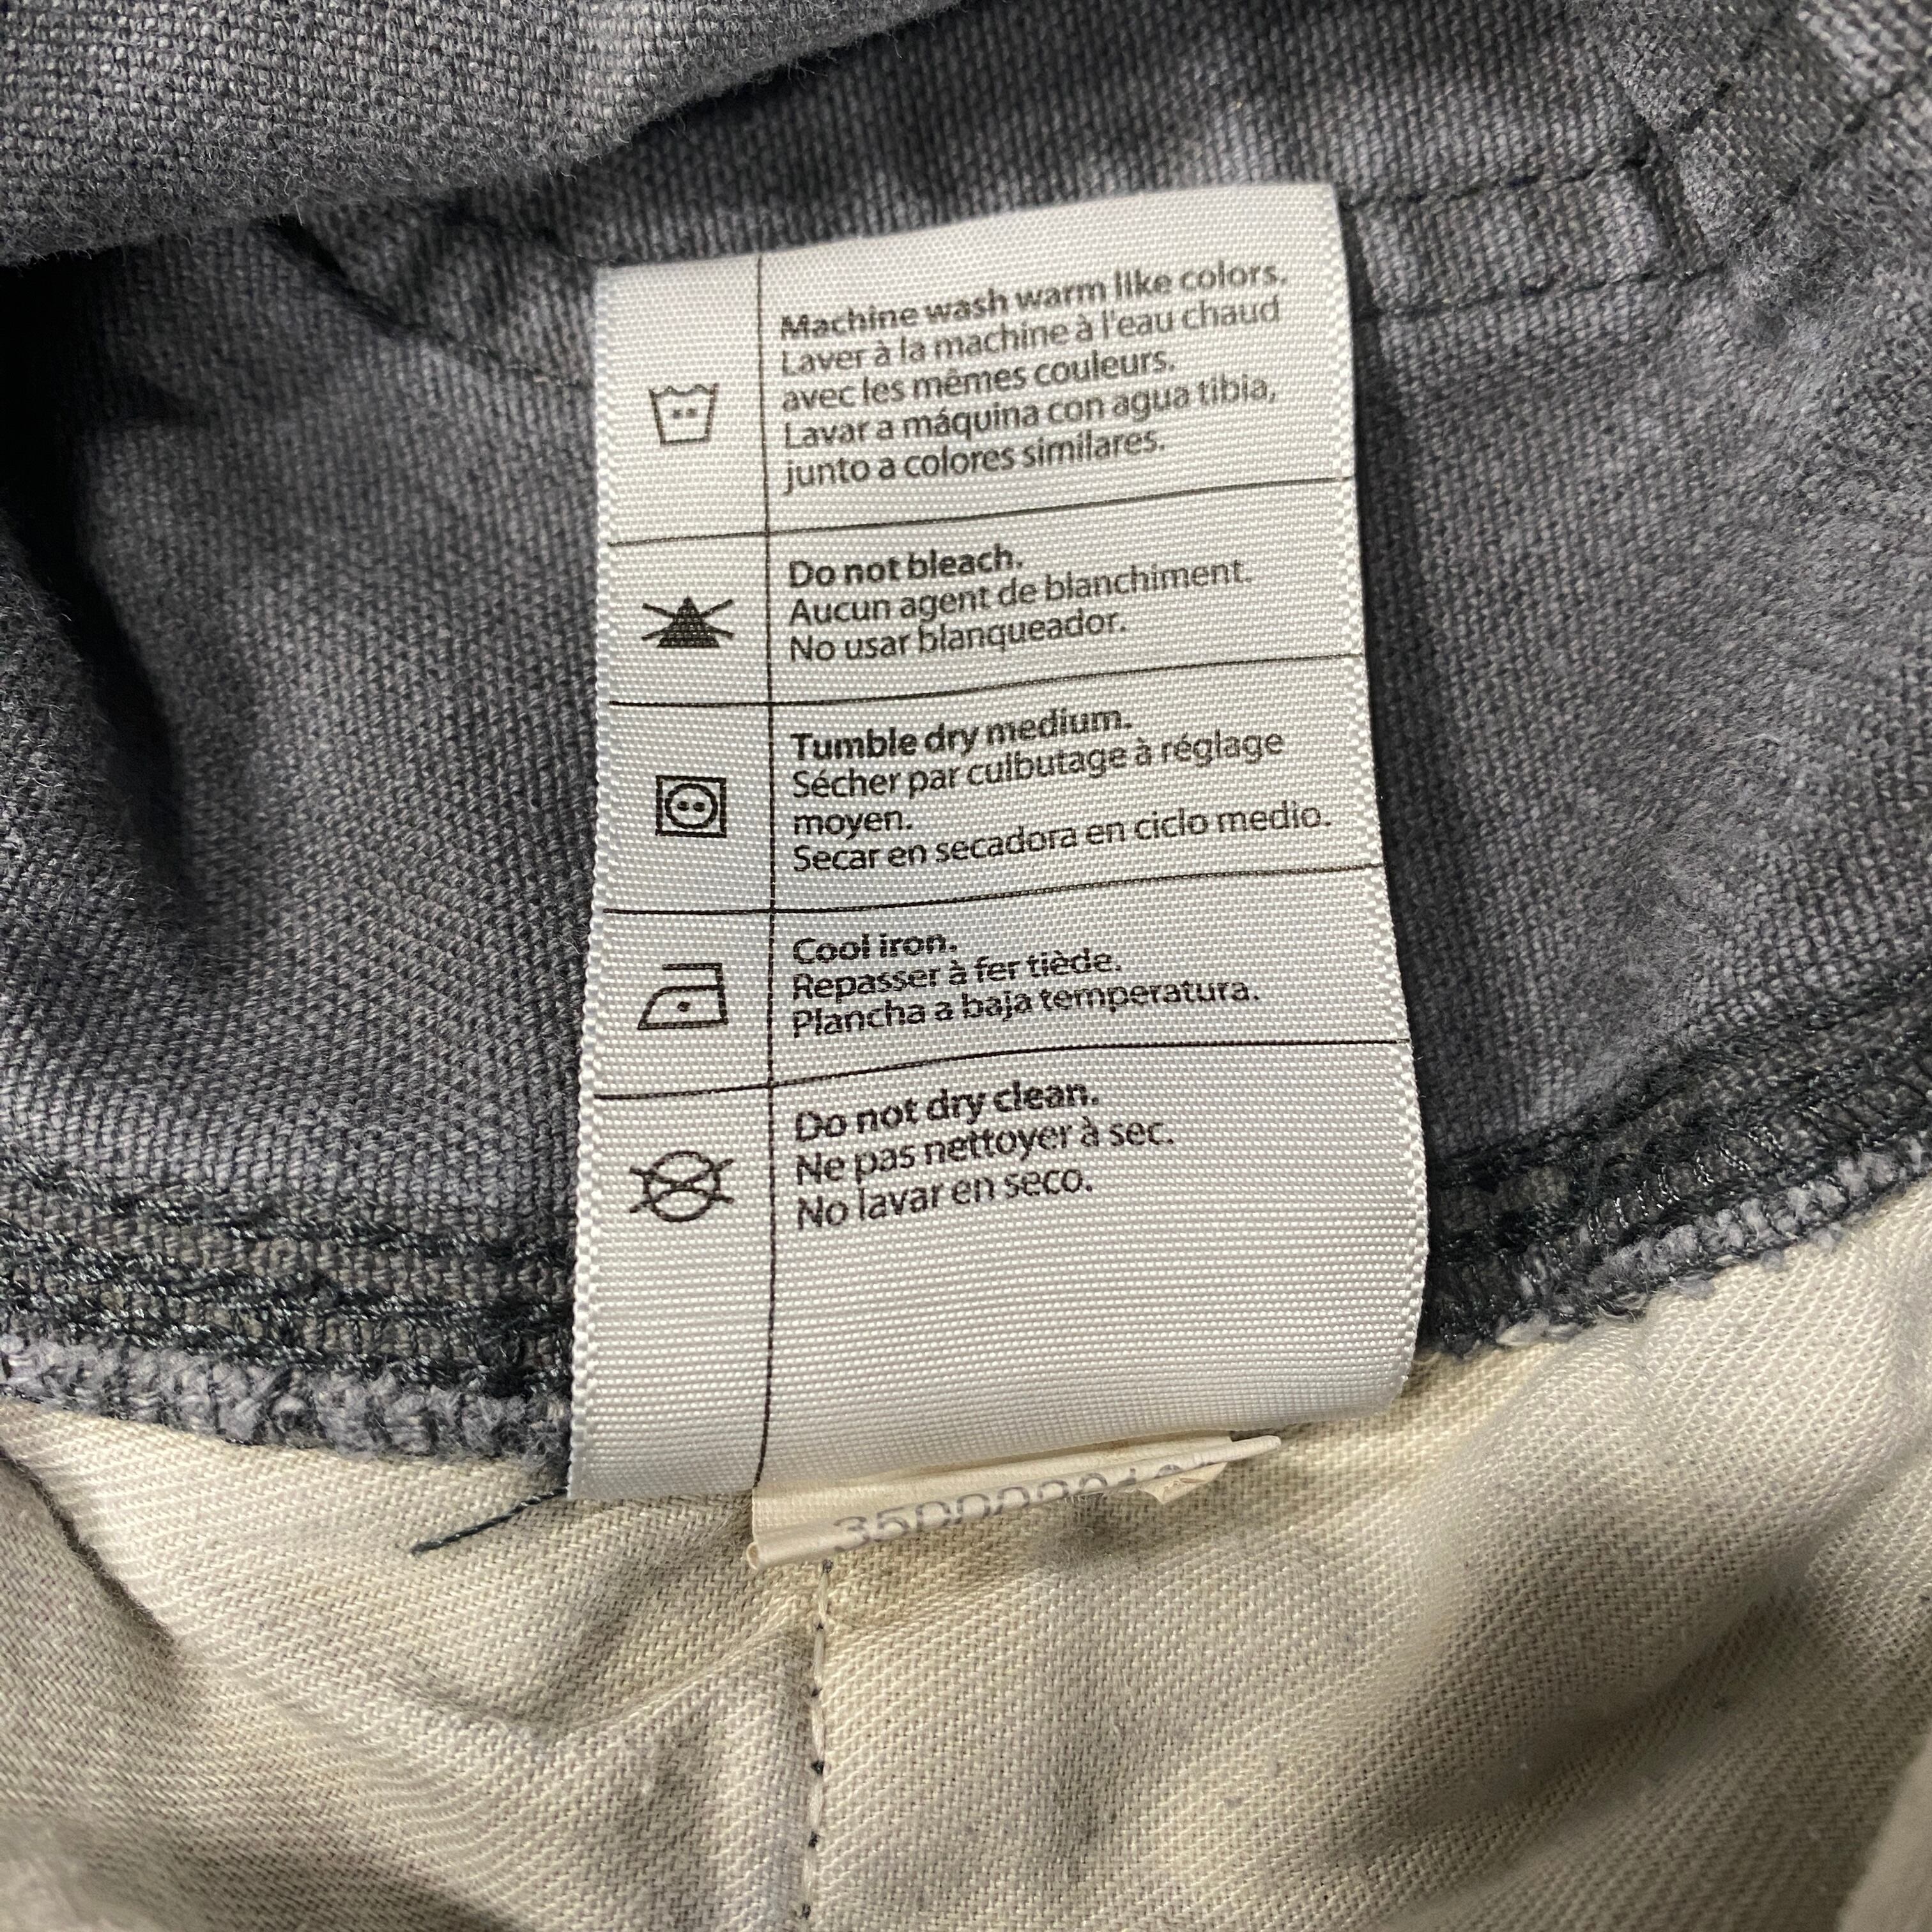 Machine wash warm like colors.
Laver à la machine à l'eau chaud
avec les mêmes couleurs.
Lavar a máquina con agua tibia,
junto a colores similares.
Do not bleach.
Aucun agent de blanchiment.
No usar blanqueador.
Tumble dry medium.
Sécher par culbutage à réglage
moyen.
Secar en secadora en ciclo medio.
Cool iron.
Repasser à fer tiède.
Plancha a baja temperatura.
Do not dry clean.
Ne pas nettoyer à sec.
No lavar en seco.